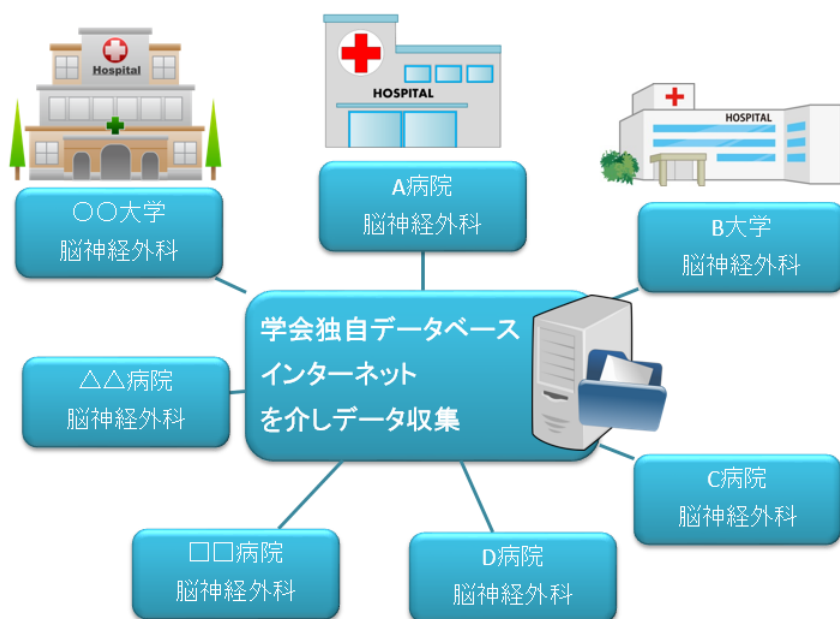 Hospital
HOSPITAL
HOSPITAL
〇〇大学
脳神経外科
A病院
脳神経外科
B大学
脳神経外科
学会独自データベース
インターネット
を介しデータ収集
△△病院
脳神経外科
C病院
脳神経外科
□□病院
脳神経外科
D病院
脳神経外科